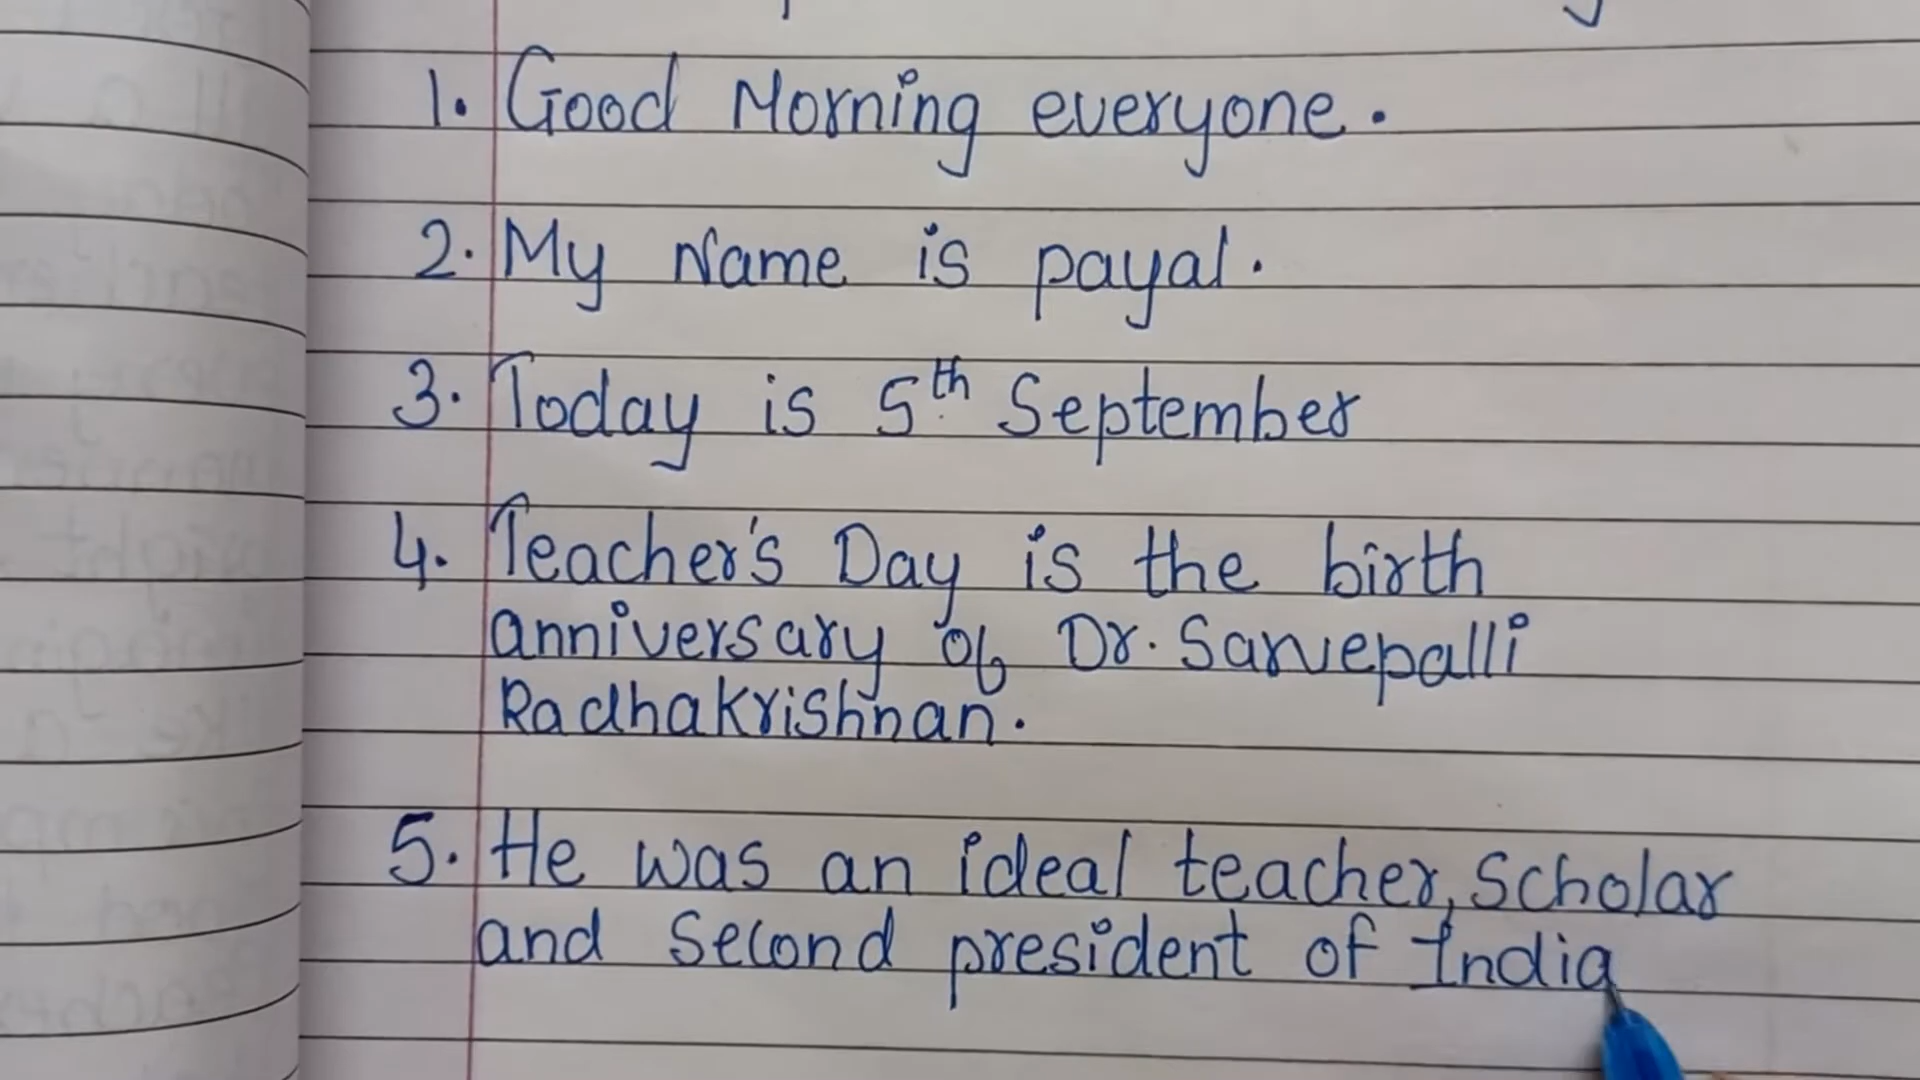 1. Good Morning everyone.
2. My Name is payal.
3. Today is 5th September
4. Teacher's Day is the birth
anniversary of Dr. Sarvepalli
Radhakrishnan.
5. He was an ideal teacher, Scholar
and Second president of India